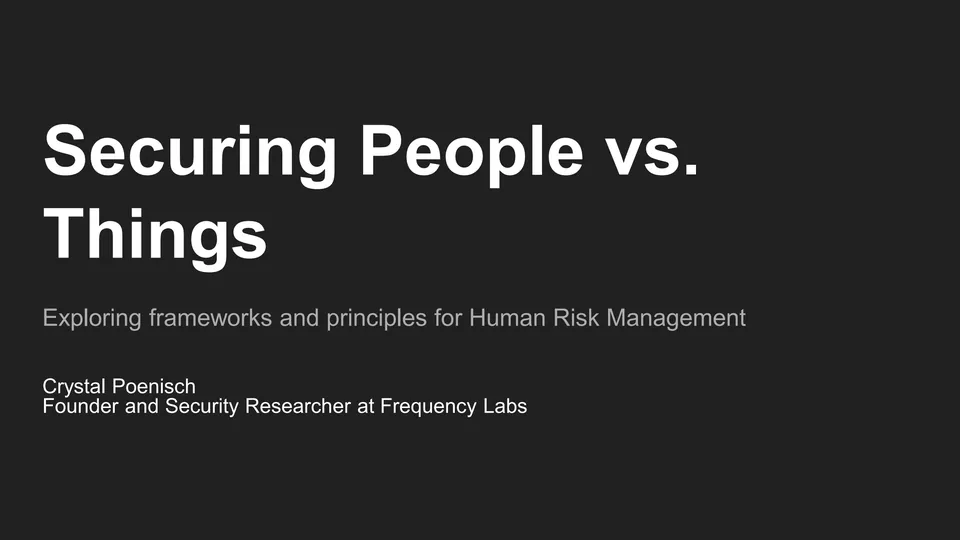 Securing People vs.
Things
Exploring frameworks and principles for Human Risk Management
Crystal Poenisch
Founder and Security Researcher at Frequency Labs